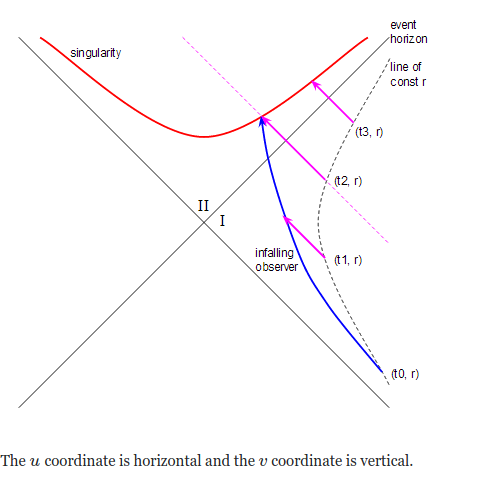 event
horizon
singularity
line of
const r
(t3, r)
(t2, r)
II
I
infalling
observer
(t1, r)
(t0, r)
The u coordinate is horizontal and the v coordinate is vertical.